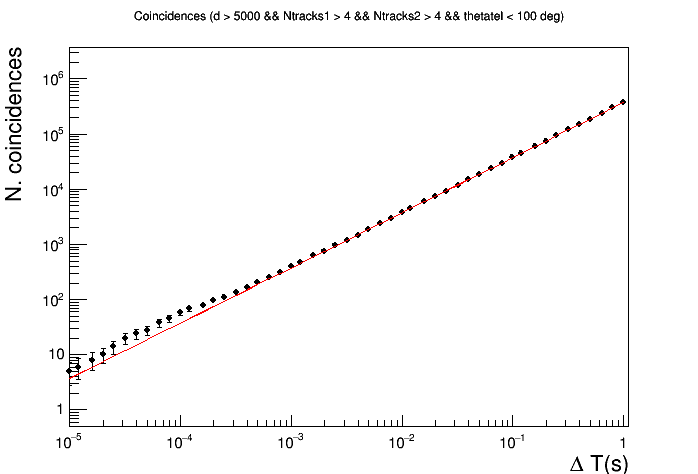 Coincidences (d > 5000 && Ntracks1 > 4 && Ntracks2 > 4 && thetatel < 100 deg)
N. coincidences
10^6
10^5
10^4
10^3
10^2
10
1
10^−5 10^−4 10^−3 10^−2 10^−1 1
Δ T(s)